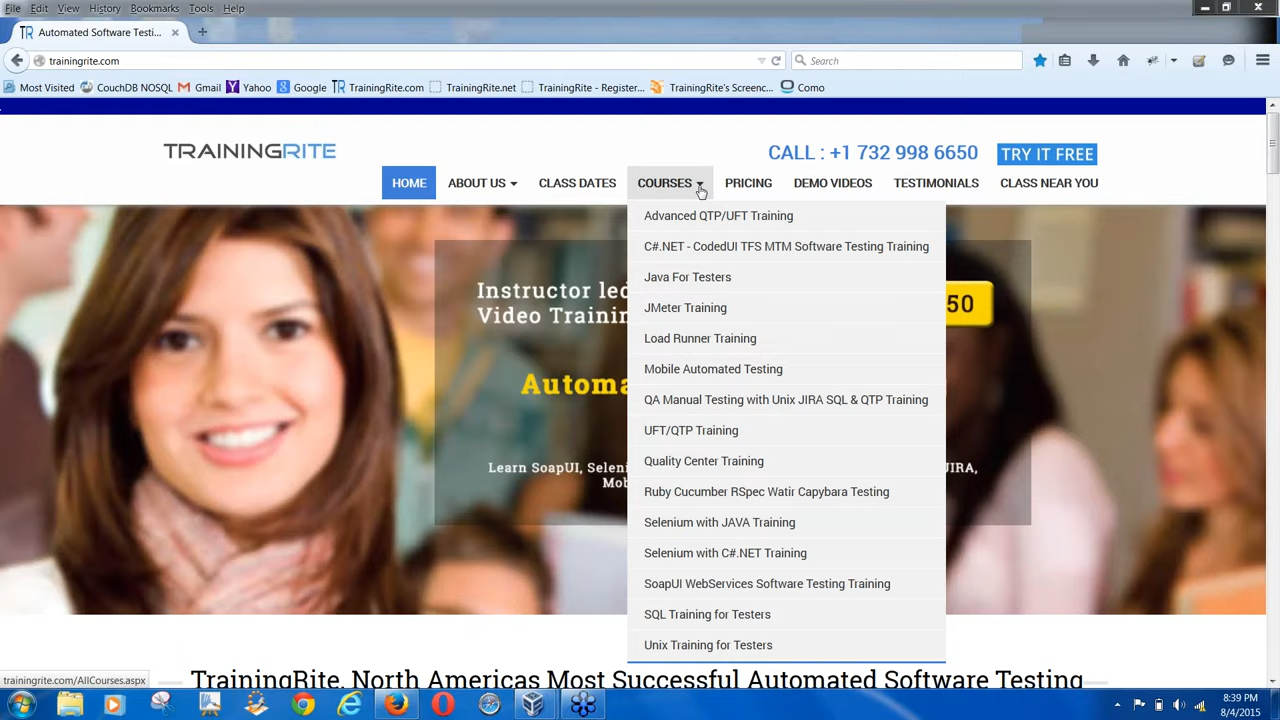 File Edit View History Bookmarks Tools Help
TR Automated Software Testi...
trainingrite.com
Search
Most Visited CouchDB NOSQL Gmail Yahoo Google TrainingRite.com TrainingRite.net TrainingRite - Register... TrainingRite's Screenc... Como
TRAININGRITE
CALL : +1 732 998 6650 TRY IT FREE
HOME ABOUT US CLASS DATES COURSES PRICING DEMO VIDEOS TESTIMONIALS CLASS NEAR YOU
Advanced QTP/UFT Training
C#.NET - CodedUI TFS MTM Software Testing Training
Java For Testers
JMeter Training
Load Runner Training
Mobile Automated Testing
QA Manual Testing with Unix JIRA SQL & QTP Training
UFT/QTP Training
Quality Center Training
Ruby Cucumber RSpec Watir Capybara Testing
Selenium with JAVA Training
Selenium with C#.NET Training
SoapUI WebServices Software Testing Training
SQL Training for Testers
Unix Training for Testers
Instructor led
Video Trainin
50
Automa
Learn SoapUI, Seleni
JIRA,
Mob
trainingrite.com/AllCourses.aspx
TrainingRite, North Americas Most Successful Automated Software Testing
8:39 PM
8/4/2015